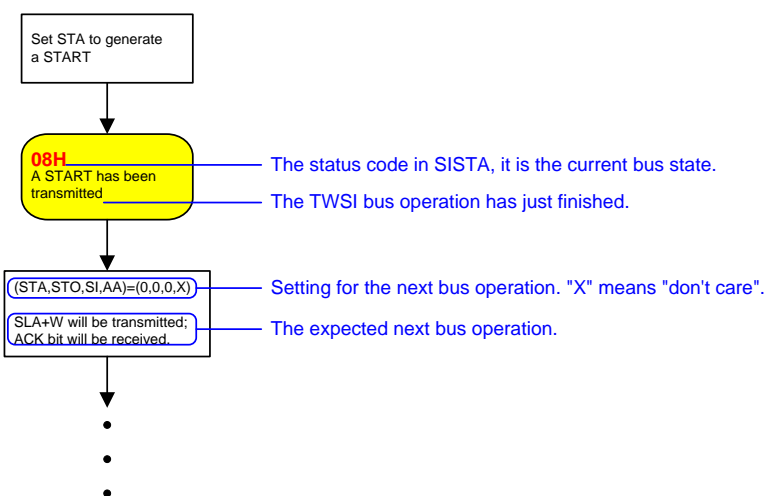 Set STA to generate
a START
08H
A START has been
transmitted
The status code in SISTA, it is the current bus state.
The TWSI bus operation has just finished.
(STA,STO,SI,AA)=(0,0,0,X)
Setting for the next bus operation. "X" means "don't care".
SLA+W will be transmitted;
ACK bit will be received.
The expected next bus operation.